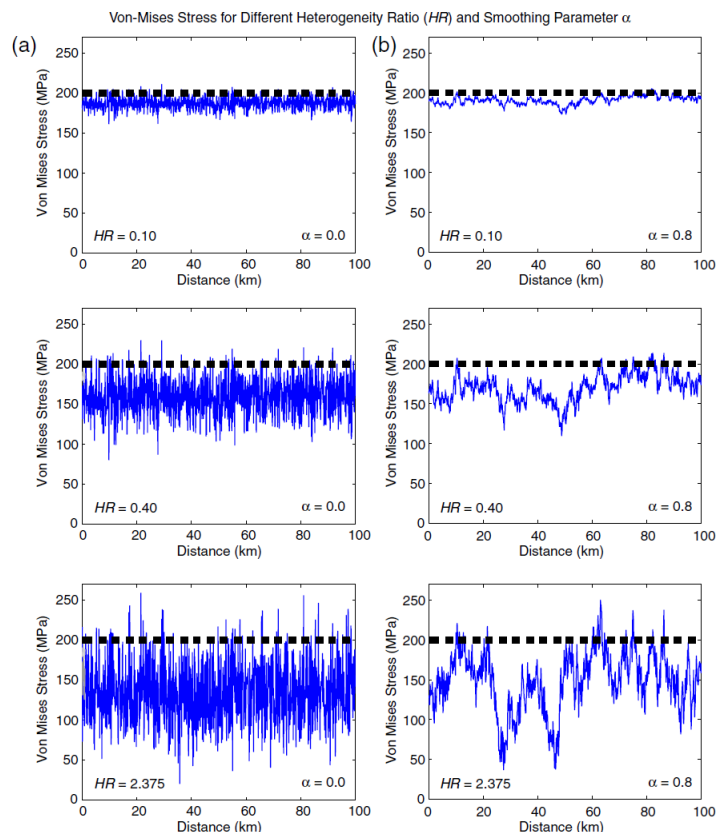 Von-Mises Stress for Different Heterogeneity Ratio (HR) and Smoothing Parameter α
(a)
250
200
150
100
50
0
Von Mises Stress (MPa)
HR = 0.10
α = 0.0
0 20 40 60 80 100
Distance (km)
(b)
250
200
150
100
50
0
Von Mises Stress (MPa)
HR = 0.10
α = 0.8
0 20 40 60 80 100
Distance (km)
250
200
150
100
50
0
Von Mises Stress (MPa)
HR = 0.40
α = 0.0
0 20 40 60 80 100
Distance (km)
250
200
150
100
50
0
Von Mises Stress (MPa)
HR = 0.40
α = 0.8
0 20 40 60 80 100
Distance (km)
250
200
150
100
50
0
Von Mises Stress (MPa)
HR = 2.375
α = 0.0
0 20 40 60 80 100
Distance (km)
250
200
150
100
50
0
Von Mises Stress (MPa)
HR = 2.375
α = 0.8
0 20 40 60 80 100
Distance (km)